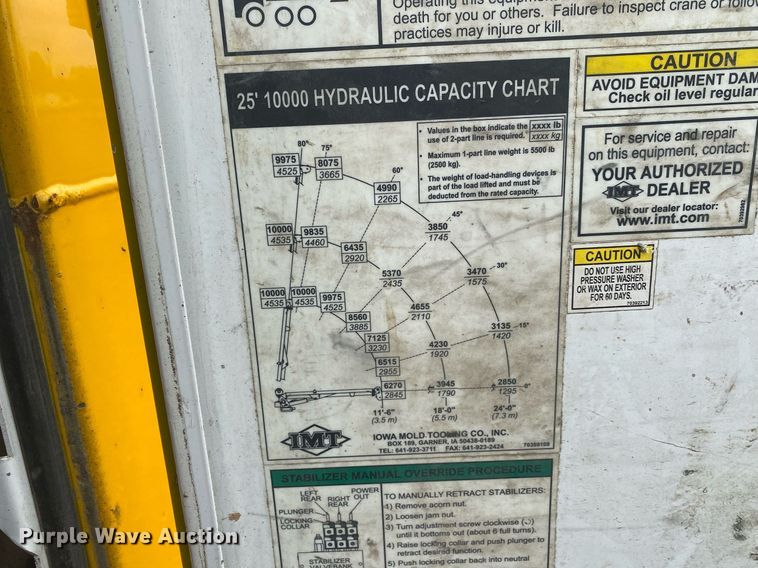 Operating this equipment
death for you or others. Failure to inspect crane or follow
practices may injure or kill.
25' 10000 HYDRAULIC CAPACITY CHART
• Values in the box indicate the use of 2-part line is required.
xxxx lb
xxxx kg
• Maximum 1-part line weight is 5500 lb
(2500 kg).
• The weight of load-handling devices is
part of the load lifted and must be
deducted from the rated capacity.
80°
75°
60°
45°
30°
15°
0°
9975
4525
8075
3665
4990
2265
3850
1745
10000
4535
9835
4460
6435
2920
5370
2435
3470
1575
10000
4535
10000
4535
9975
4525
8560
3885
4655
2110
7125
3230
3135
1420
6515
2955
4230
1920
6270
2845
3945
1790
2850
1295
11'-6"
(3.5 m)
18'-0"
(5.5 m)
24'-0"
(7.3 m)
IMT
IOWA MOLD TOOLING CO., INC.
BOX 189, GARNER, IA 50438-0189
TEL: 641-923-3711 FAX: 641-923-2424
CAUTION
AVOID EQUIPMENT DAM
Check oil level regular
For service and repair
on this equipment, contact:
YOUR AUTHORIZED
IMT DEALER
Visit our dealer locator:
www.imt.com
CAUTION
DO NOT USE HIGH
PRESSURE WASHER
OR WAX ON EXTERIOR
FOR 60 DAYS.
STABILIZER MANUAL OVERRIDE PROCEDURE
LEFT REAR
RIGHT REAR
POWER OUT
PLUNGER
LOCKING COLLAR
STABILIZER
VALVEBANK
TO MANUALLY RETRACT STABILIZERS:
1) Remove acorn nut.
2) Loosen jam nut.
3) Turn adjustment screw clockwise
until it bottoms out (about 6 full turns).
4) Raise locking collar and push plunger to
retract desired function.
5) Push locking collar back into neutral
Purple Wave Auction